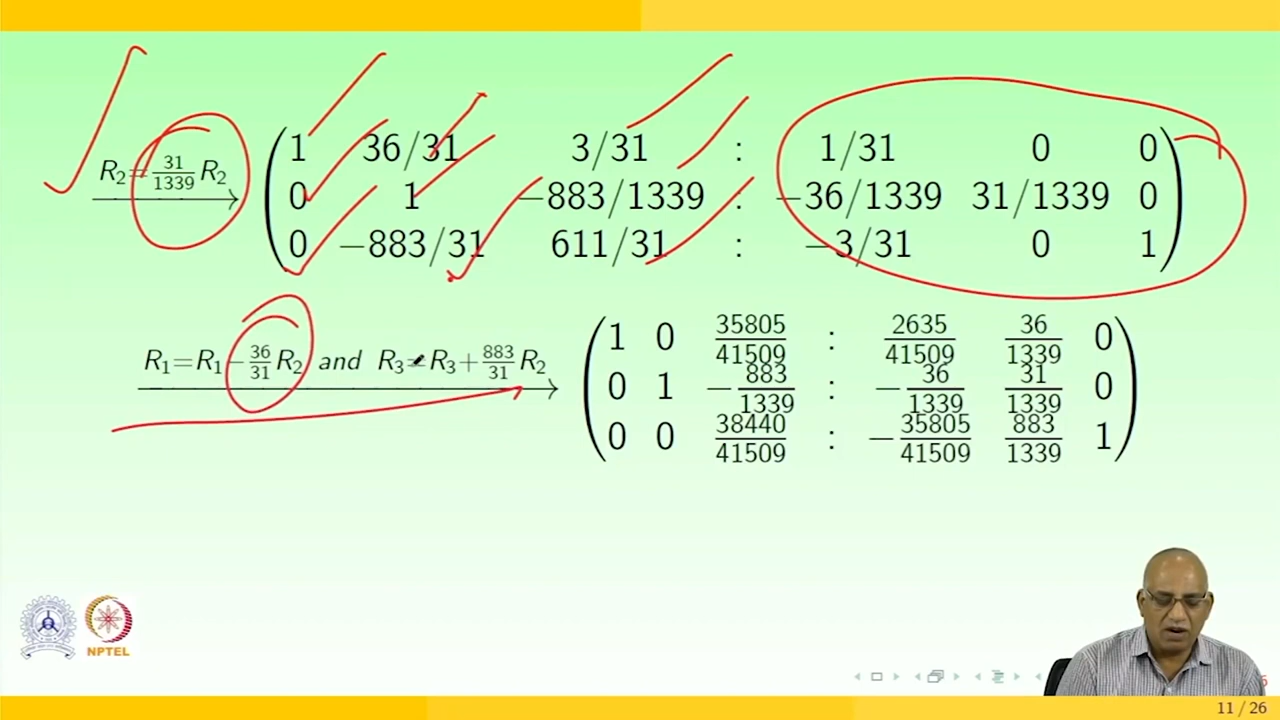 R₂=31/1339 R₂
1 36/31 3/31 : 1/31 0 0
0 1 −883/1339 : −36/1339 31/1339 0
0 −883/31 611/31 : −3/31 0 1
R₁=R₁−36/31 R₂ and R₃=R₃+883/31 R₂
1 0 35805/41509 : 2635/41509 36/1339 0
0 1 −883/1339 : −36/1339 31/1339 0
0 0 38440/41509 : −35805/41509 883/1339 1
NPTEL
11 / 26